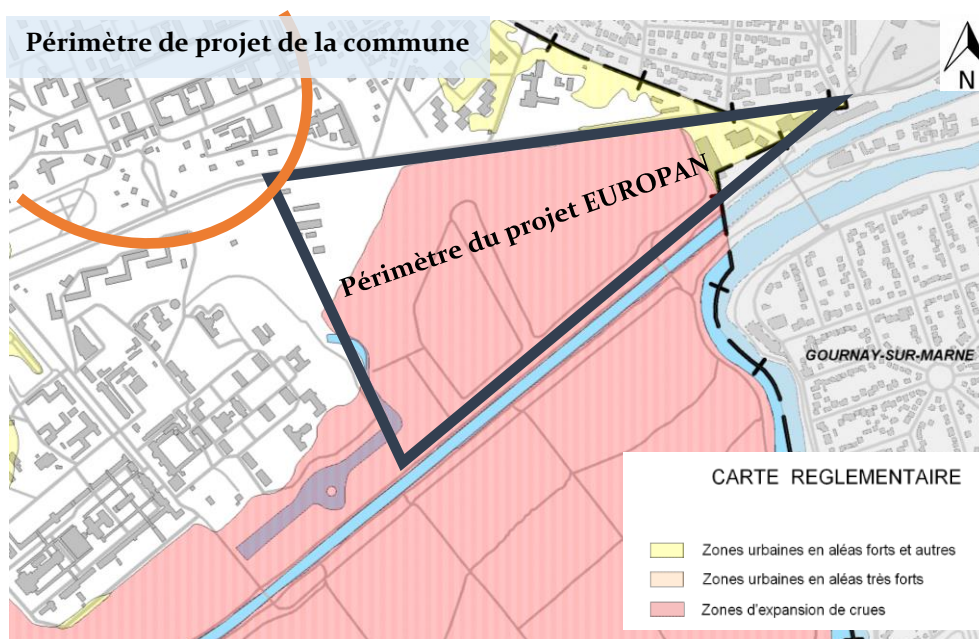 Périmètre de projet de la commune
N
Périmètre du projet EUROPAN
GOURNAY-SUR-MARNE
CARTE REGLEMENTAIRE
Zones urbaines en aléas forts et autres
Zones urbaines en aléas très forts
Zones d'expansion de crues